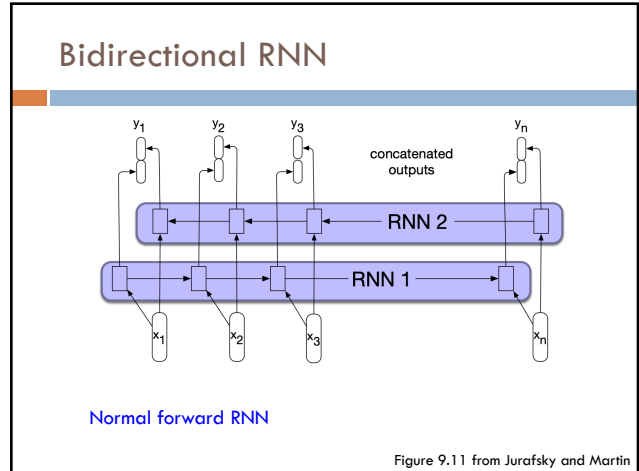 Bidirectional RNN
y1 y2 y3 yn
concatenated
outputs
RNN 2
RNN 1
x1 x2 x3 xn
Normal forward RNN
Figure 9.11 from Jurafsky and Martin